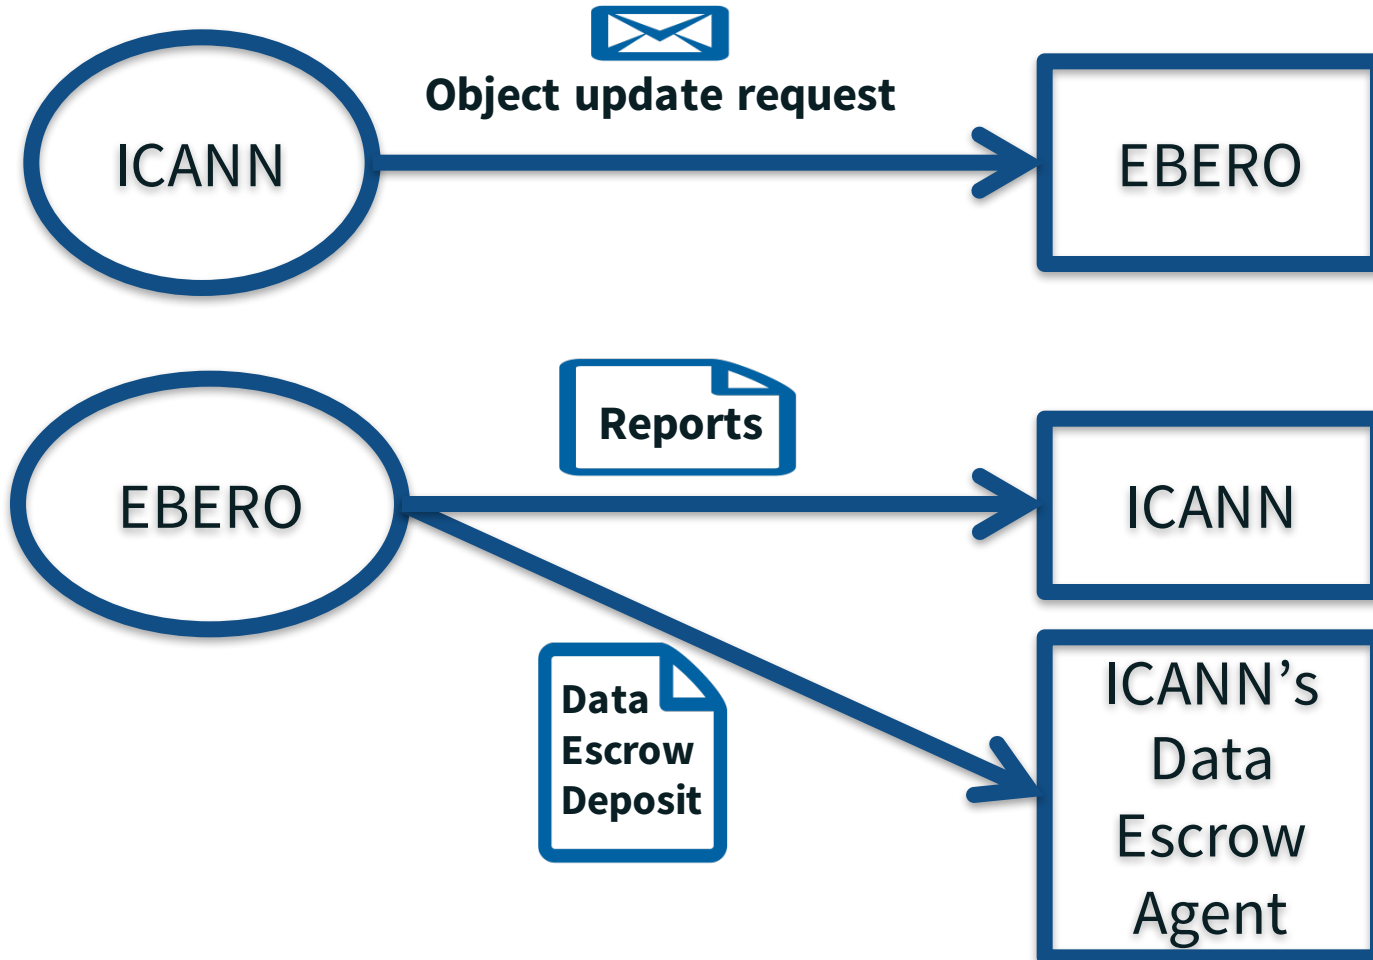 Object update request
ICANN
EBERO
Reports
EBERO
ICANN
Data
Escrow
Deposit
ICANN’s
Data
Escrow
Agent